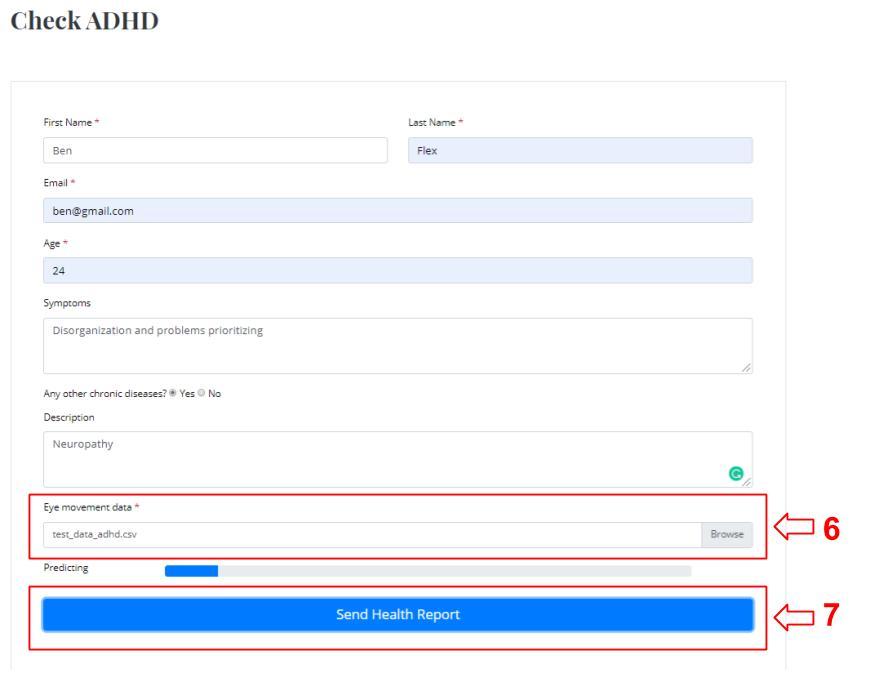 Check ADHD
First Name * Last Name *
Ben Flex
Email *
ben@gmail.com
Age *
24
Symptoms
Disorganization and problems prioritizing
Any other chronic diseases? Yes No
Description
Neuropathy
Eye movement data *
test_data_adhd.csv Browse
6
Predicting
Send Health Report
7